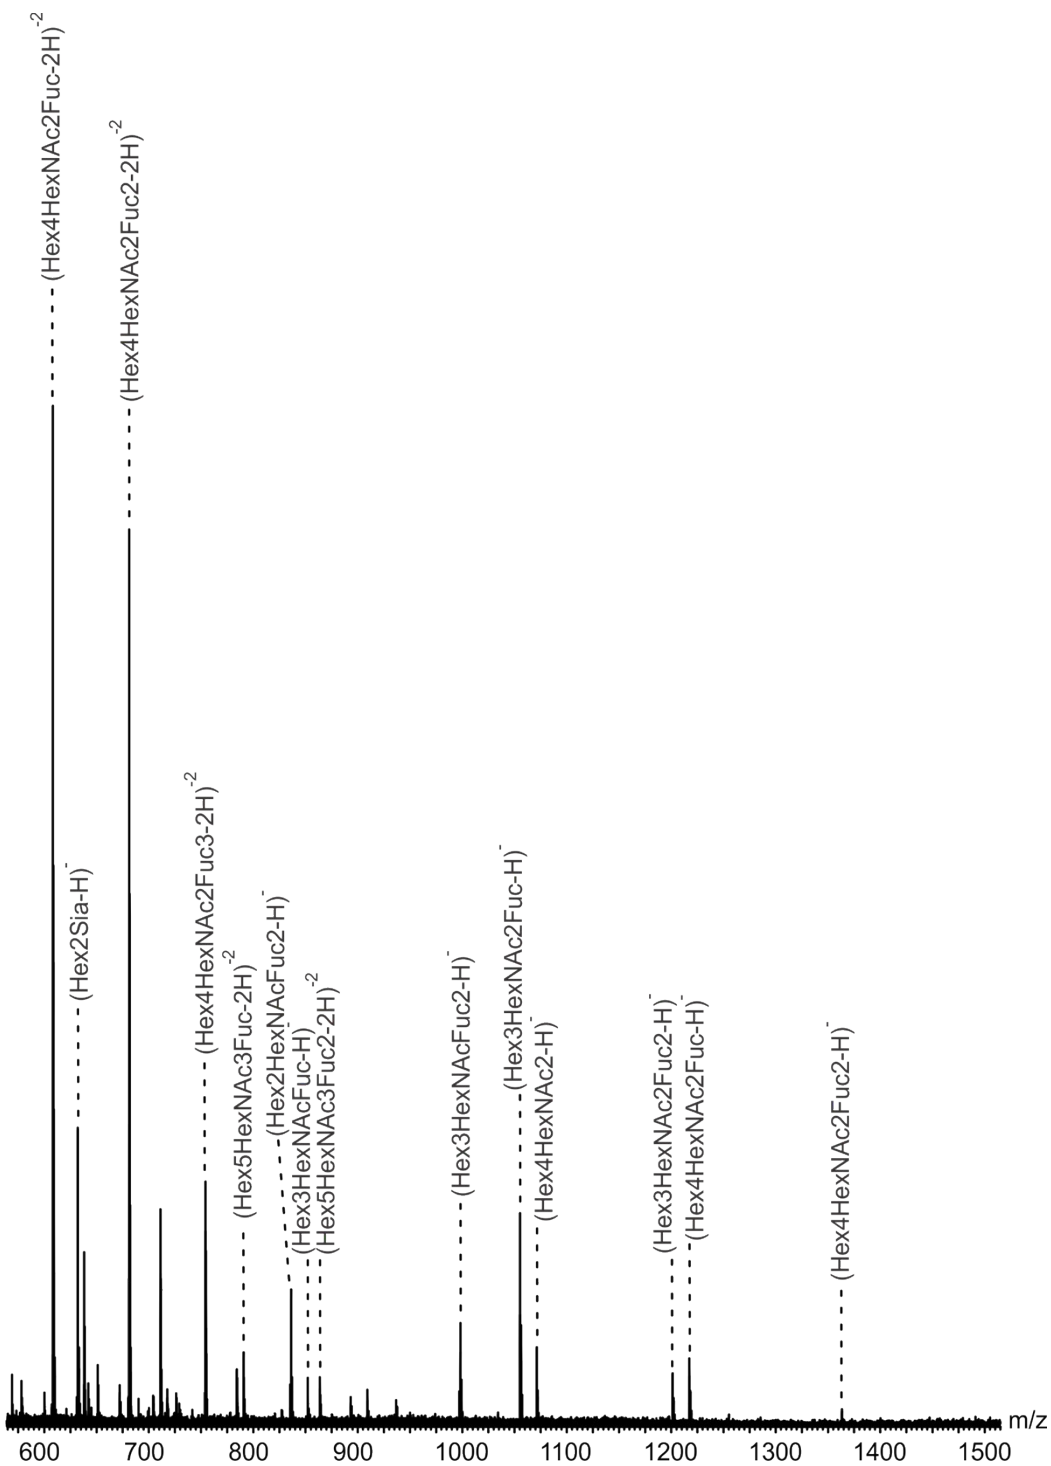 (Hex4HexNAc2Fuc-2H)-2
(Hex4HexNAc2Fuc2-2H)-2
(Hex2Sia-H)-
(Hex4HexNAc2Fuc3-2H)-2
(Hex5HexNAc3Fuc-2H)-2
(Hex2HexNAcFuc2-H)-
(Hex3HexNAcFuc-H)-
(Hex5HexNAc3Fuc2-2H)-2
(Hex3HexNAcFuc2-H)-
(Hex3HexNAc2Fuc-H)-
(Hex4HexNAc2-H)-
(Hex3HexNAc2Fuc2-H)-
(Hex4HexNAc2Fuc-H)-
(Hex4HexNAc2Fuc2-H)-
600 700 800 900 1000 1100 1200 1300 1400 1500 m/z